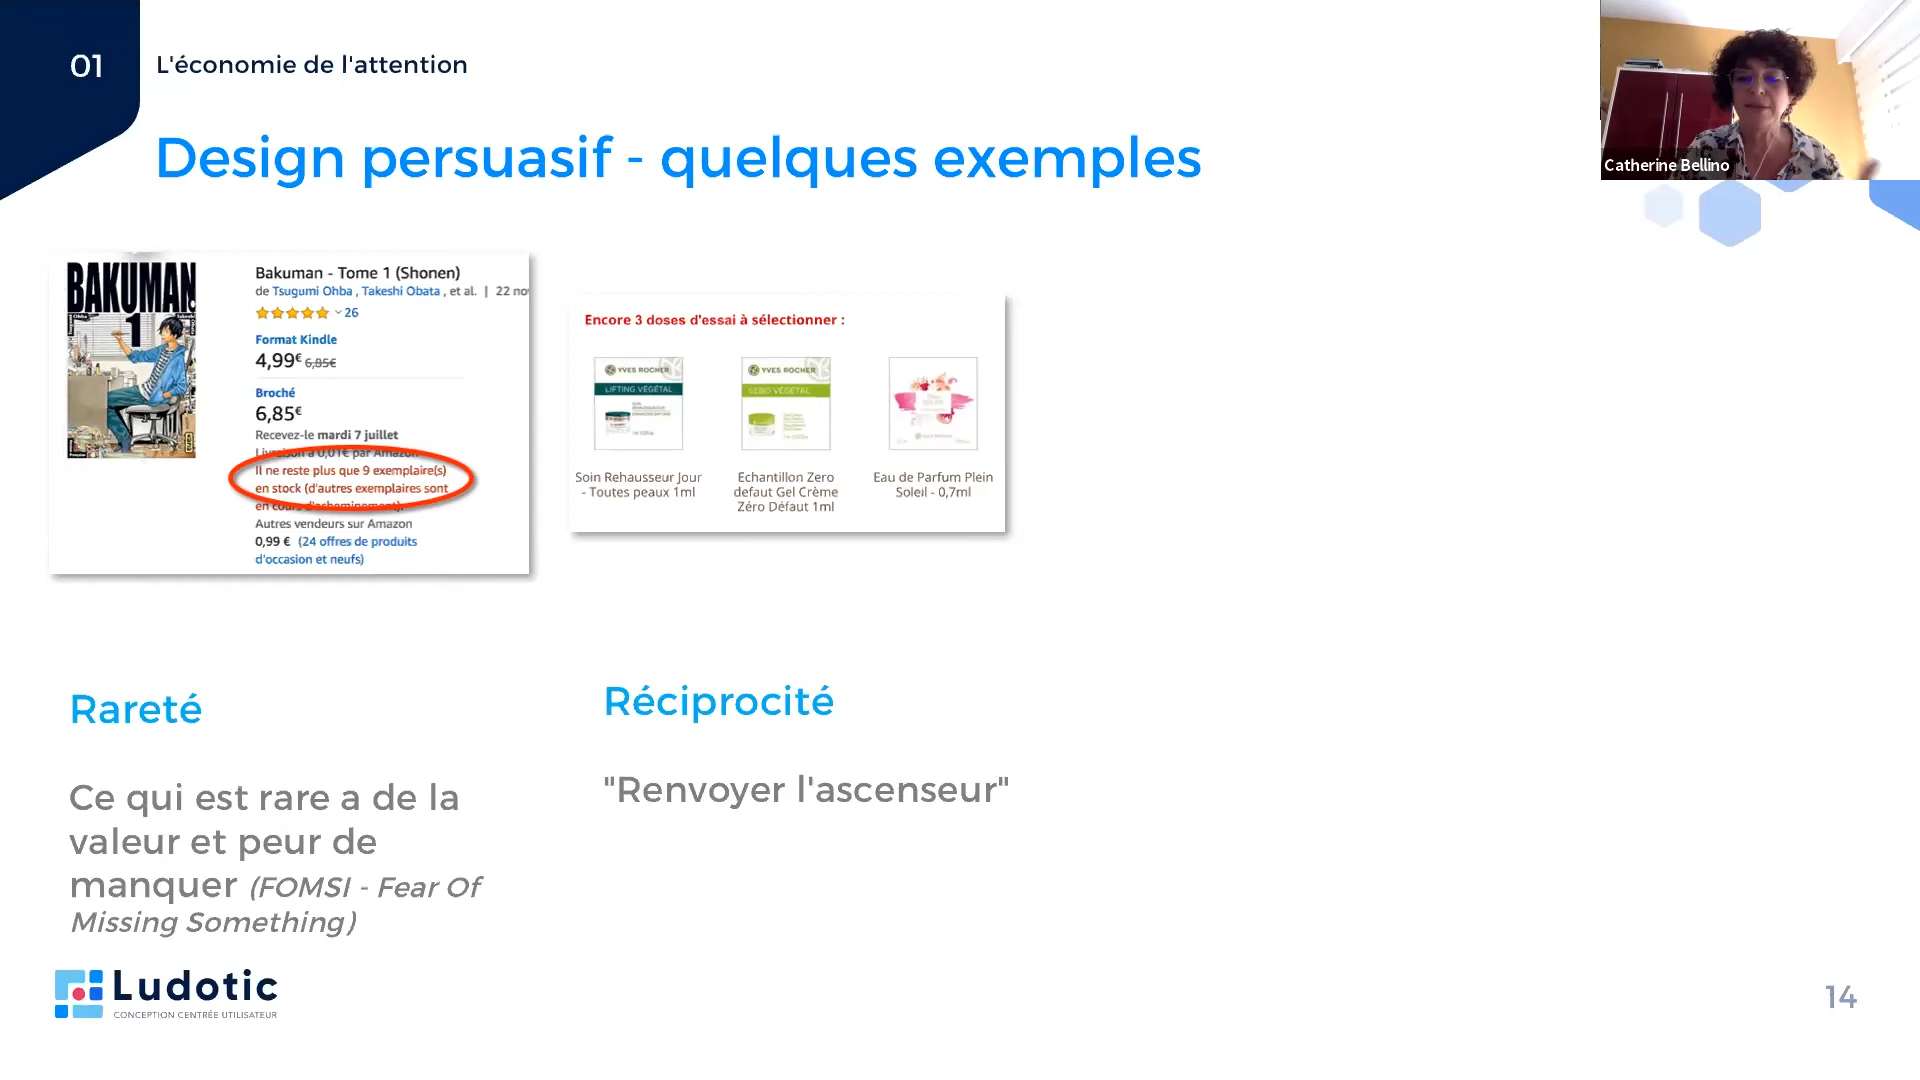 01
L'économie de l'attention
Design persuasif - quelques exemples
Catherine Bellino
BAKUMAN
1
Bakuman - Tome 1 (Shonen)
de Tsugumi Ohba , Takeshi Obata , et al. | 22 no
26
Format Kindle
4,99€ 6,85€
Broché
6,85€
Recevez-le mardi 7 juillet
Livraison à 0,01€ par Amazon
Il ne reste plus que 9 exemplaire(s)
en stock (d'autres exemplaires sont
en cours d'acheminement).
Autres vendeurs sur Amazon
0,99 € (24 offres de produits
d'occasion et neufs)
Encore 3 doses d'essai à sélectionner :
YVES ROCHER
LIFTING VÉGÉTAL
YVES ROCHER
SEBO VÉGÉTAL
Soin Rehausseur Jour
- Toutes peaux 1ml
Echantillon Zero
defaut Gel Crème
Zéro Défaut 1ml
Eau de Parfum Plein
Soleil - 0,7ml
Rareté
Ce qui est rare a de la
valeur et peur de
manquer (FOMSI - Fear Of
Missing Something)
Réciprocité
"Renvoyer l'ascenseur"
Ludotic
CONCEPTION CENTRÉE UTILISATEUR
14